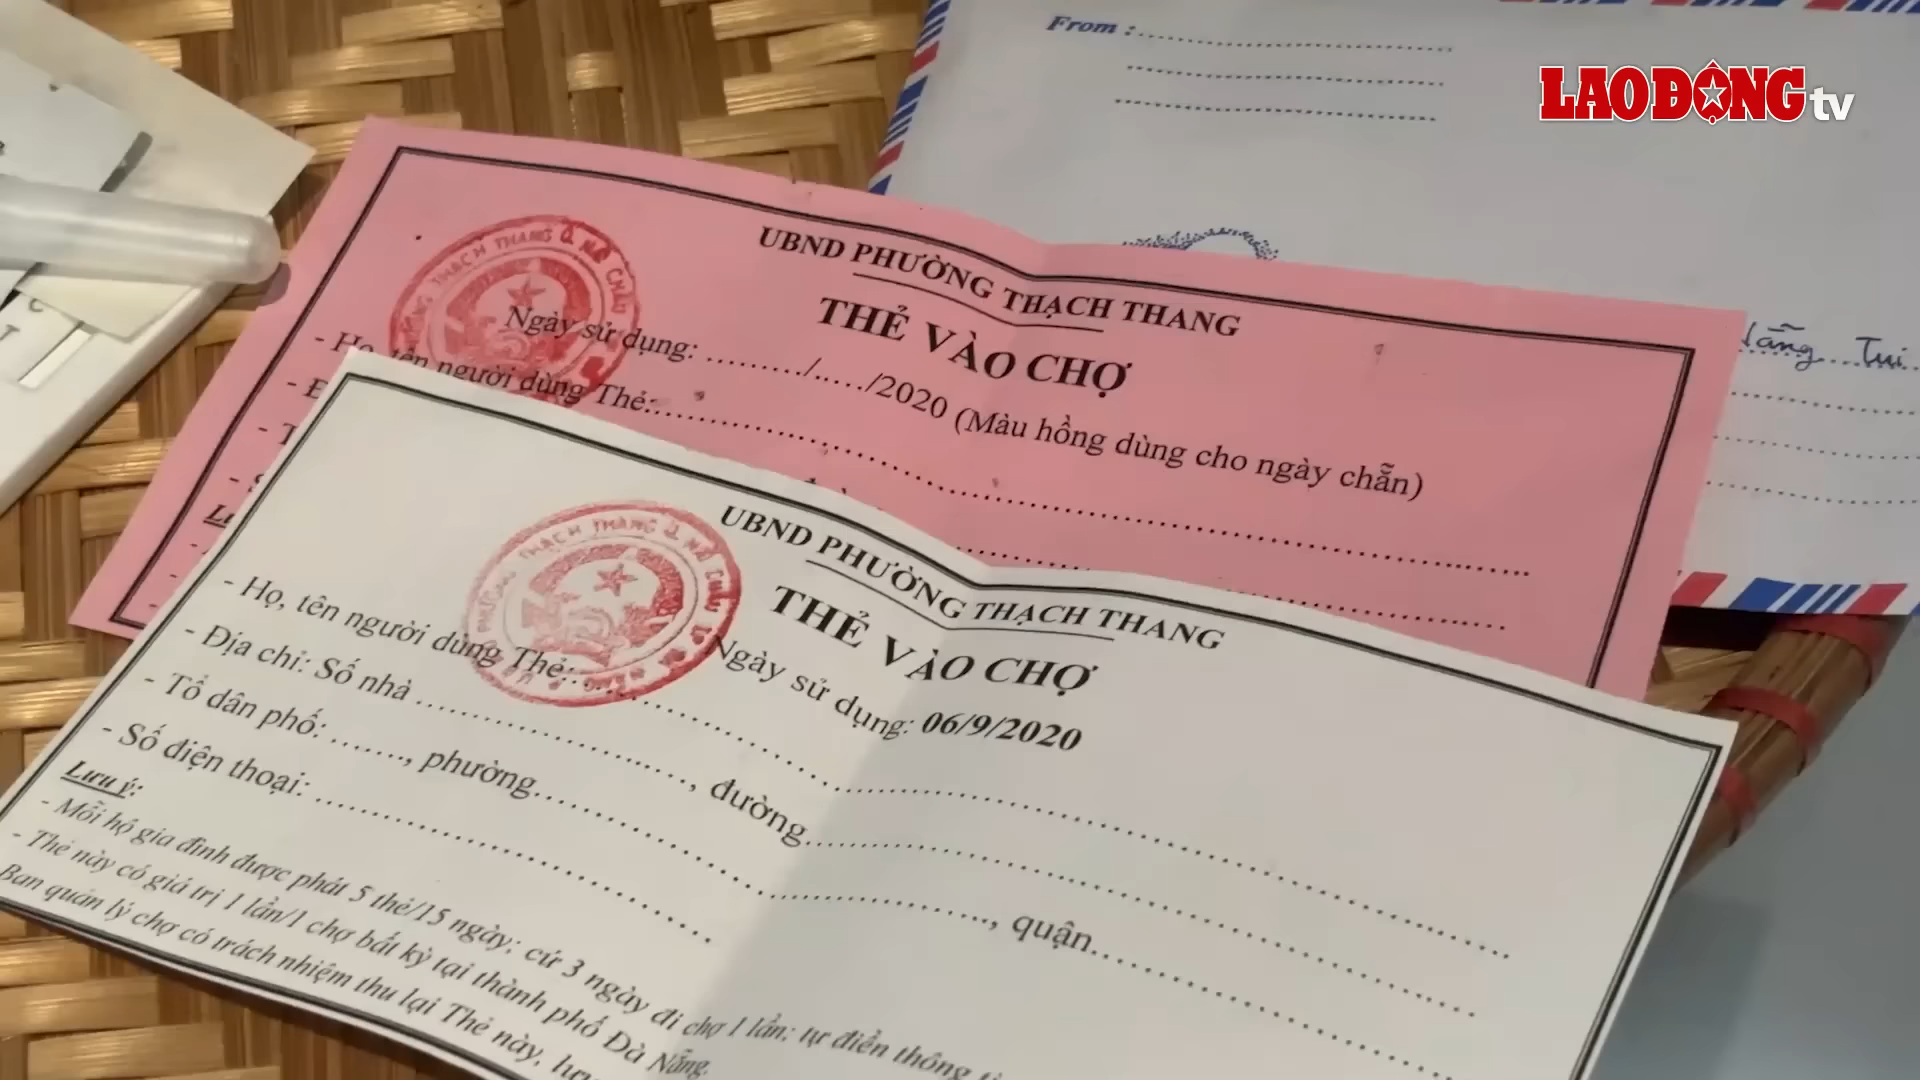 From :
LAO ĐỘNG tv
UBND PHƯỜNG THẠCH THANG
THẺ VÀO CHỢ
Ngày sử dụng: ......../......./2020 (Màu hồng dùng cho ngày chẵn)
- Họ, tên người dùng Thẻ:
UBND PHƯỜNG THẠCH THANG
THẺ VÀO CHỢ
Ngày sử dụng: 06/9/2020
- Họ, tên người dùng Thẻ:
- Địa chỉ: Số nhà ........, đường........
- Tổ dân phố: ......., phường........, quận........
- Số điện thoại: ........
Lưu ý:
- Mỗi hộ gia đình được phát 5 thẻ/15 ngày; cứ 3 ngày đi chợ 1 lần; tự điền thông
- Thẻ này có giá trị 1 lần/1 chợ bất kỳ tại thành phố Đà Nẵng.
Ban quản lý chợ có trách nhiệm thu lại Thẻ này, lưu